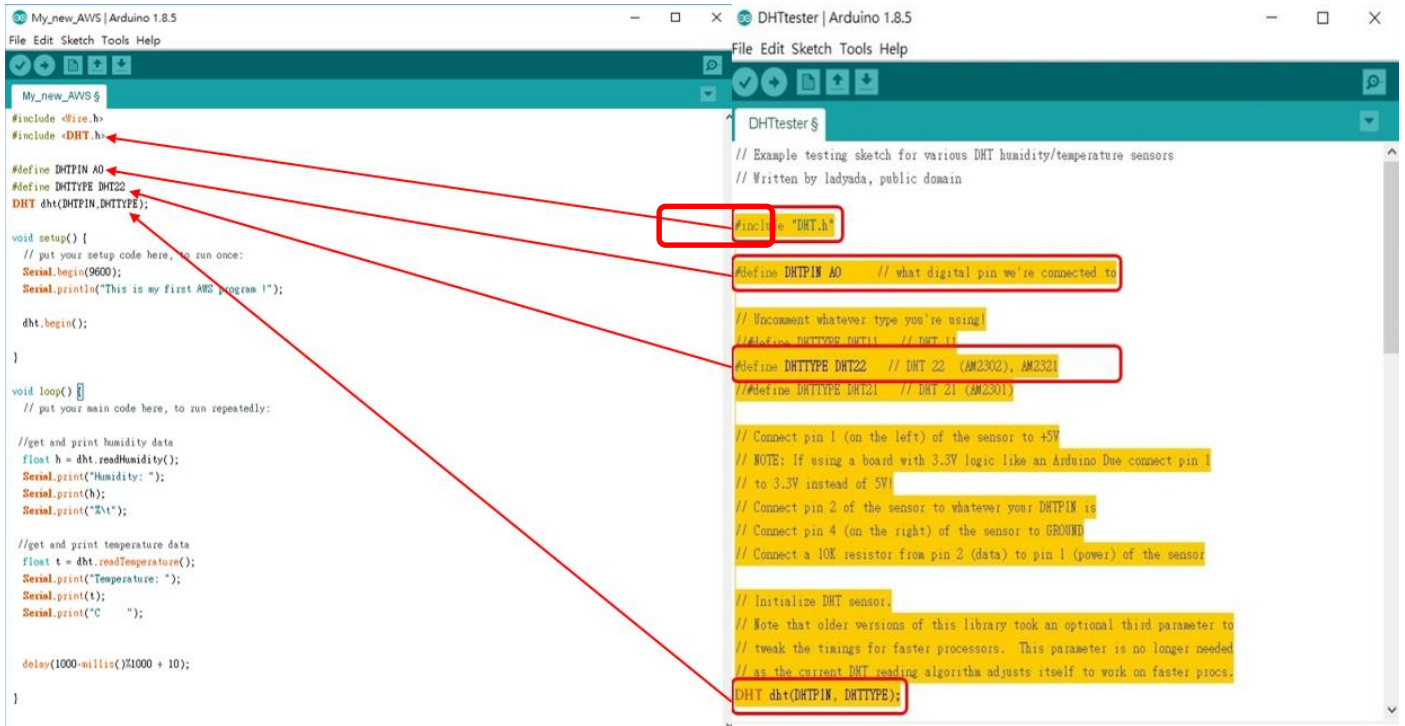 My_new_AWS | Arduino 1.8.5
File Edit Sketch Tools Help
My_new_AWS §
#include <Wire.h>
#include <DHT.h>
#define DHTPIN A0
#define DHTTYPE DHT22
DHT dht(DHTPIN,DHTTYPE);
void setup() {
// put your setup code here, to run once:
Serial.begin(9600);
Serial.println("This is my first AWS program !");
dht.begin();
}
void loop() {
// put your main code here, to run repeatedly:
//get and print humidity data
float h = dht.readHumidity();
Serial.print("Humidity: ");
Serial.print(h);
Serial.print("%\t");
//get and print temperature data
float t = dht.readTemperature();
Serial.print("Temperature: ");
Serial.print(t);
Serial.print("C     ");
delay(1000-millis()%1000 + 10);
}
DHTtester | Arduino 1.8.5
File Edit Sketch Tools Help
DHTtester §
// Example testing sketch for various DHT humidity/temperature sensors
// Written by ladyada, public domain
#include "DHT.h"
#define DHTPIN A0     // what digital pin we're connected to
// Uncomment whatever type you're using!
//#define DHTTYPE DHT11   // DHT 11
#define DHTTYPE DHT22   // DHT 22  (AM2302), AM2321
//#define DHTTYPE DHT21   // DHT 21 (AM2301)
// Connect pin 1 (on the left) of the sensor to +5V
// NOTE: If using a board with 3.3V logic like an Arduino Due connect pin 1
// to 3.3V instead of 5V!
// Connect pin 2 of the sensor to whatever your DHTPIN is
// Connect pin 4 (on the right) of the sensor to GROUND
// Connect a 10K resistor from pin 2 (data) to pin 1 (power) of the sensor
// Initialize DHT sensor.
// Note that older versions of this library took an optional third parameter to
// tweak the timings for faster processors.  This parameter is no longer needed
// as the current DHT reading algorithm adjusts itself to work on faster procs.
DHT dht(DHTPIN, DHTTYPE);